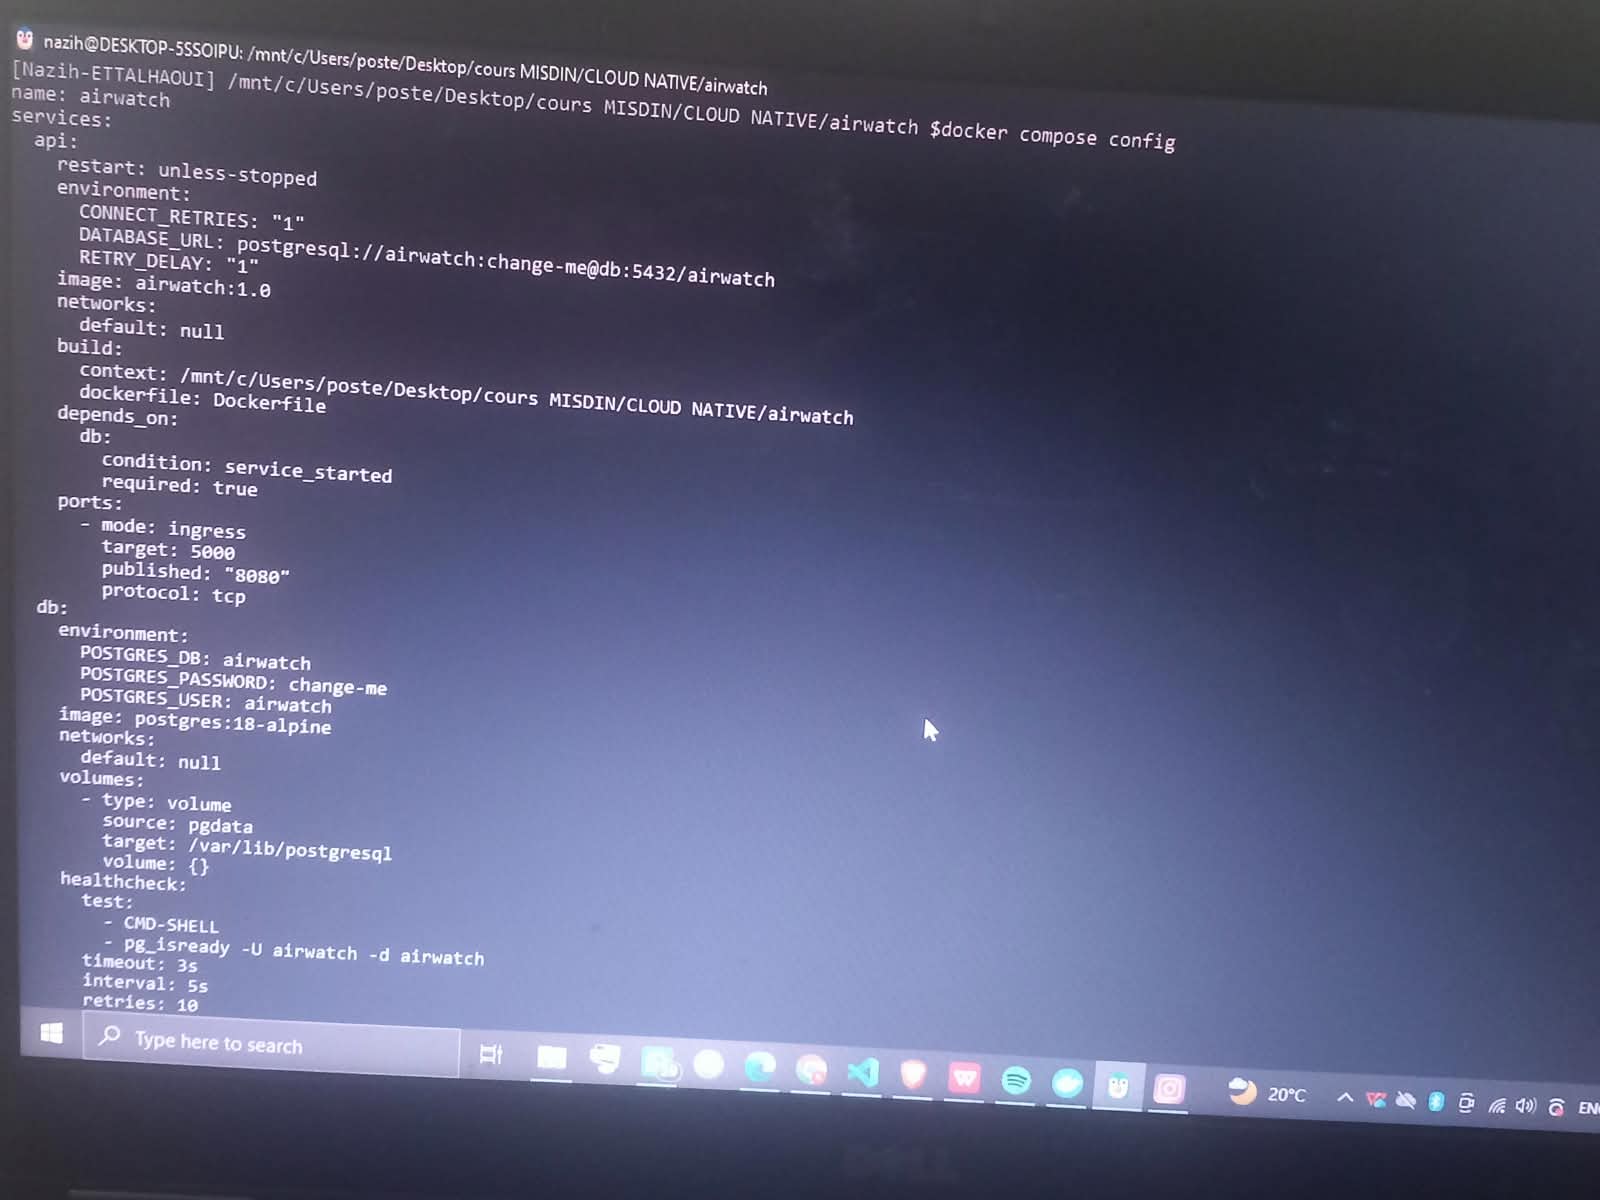 nazih@DESKTOP-5SSOIPU: /mnt/c/Users/poste/Desktop/cours MISDIN/CLOUD NATIVE/airwatch
[Nazih-ETTALHAOUI] /mnt/c/Users/poste/Desktop/cours MISDIN/CLOUD NATIVE/airwatch $docker compose config
name: airwatch
services:
  api:
    restart: unless-stopped
    environment:
      CONNECT_RETRIES: "1"
      DATABASE_URL: postgresql://airwatch:change-me@db:5432/airwatch
      RETRY_DELAY: "1"
    image: airwatch:1.0
    networks:
      default: null
    build:
      context: /mnt/c/Users/poste/Desktop/cours MISDIN/CLOUD NATIVE/airwatch
      dockerfile: Dockerfile
    depends_on:
      db:
        condition: service_started
        required: true
    ports:
      - mode: ingress
        target: 5000
        published: "8080"
        protocol: tcp
  db:
    environment:
      POSTGRES_DB: airwatch
      POSTGRES_PASSWORD: change-me
      POSTGRES_USER: airwatch
    image: postgres:18-alpine
    networks:
      default: null
    volumes:
      - type: volume
        source: pgdata
        target: /var/lib/postgresql
        volume: {}
    healthcheck:
      test:
        - CMD-SHELL
        - pg_isready -U airwatch -d airwatch
      timeout: 3s
      interval: 5s
      retries: 10
Type here to search
20°C
ENG